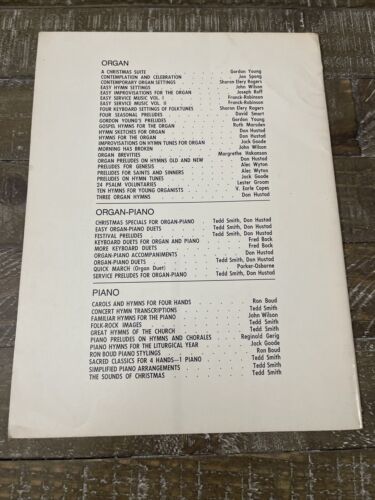 ORGAN
A CHRISTMAS SUITE . . . . . Gordon Young
CONTEMPLATION AND CELEBRATION . . . . . Jon Spong
CONTEMPORARY ORGAN SETTINGS . . . . . Sharon Elery Rogers
EASY HYMN SETTINGS . . . . . John Wilson
EASY IMPROVISATIONS FOR THE ORGAN . . . . . Joseph Roff
EASY SERVICE MUSIC VOL. I . . . . . Franck-Robinson
EASY SERVICE MUSIC VOL. II . . . . . Franck-Robinson
FOUR KEYBOARD SETTINGS OF FOLKTUNES . . . . . Sharon Elery Rogers
FOUR SEASONAL PRELUDES . . . . . David Smart
GORDON YOUNG'S PRELUDES . . . . . Gordon Young
GOSPEL HYMNS FOR THE ORGAN . . . . . Ruth Marsden
HYMN SKETCHES FOR ORGAN . . . . . Don Hustad
HYMNS FOR THE ORGAN . . . . . Don Hustad
IMPROVISATIONS ON HYMN TUNES FOR ORGAN . . . . . Jack Goode
MORNING HAS BROKEN . . . . . John Wilson
ORGAN BREVITIES . . . . . Margrethe Hokanson
ORGAN PRELUDES ON HYMNS OLD AND NEW . . . . . Don Hustad
PRELUDES FOR GENESIS . . . . . Alec Wyton
PRELUDES FOR SAINTS AND SINNERS . . . . . Alec Wyton
PRELUDES ON HYMN TUNES . . . . . Jack Goode
24 PSALM VOLUNTARIES . . . . . Lester Groom
TEN HYMNS FOR YOUNG ORGANISTS . . . . . V. Earle Copes
THREE ORGAN HYMNS . . . . . Don Hustad
ORGAN-PIANO
CHRISTMAS SPECIALS FOR ORGAN-PIANO . . . . . Tedd Smith, Don Hustad
EASY ORGAN-PIANO DUETS . . . . . Tedd Smith, Don Hustad
FESTIVAL PRELUDES . . . . . Tedd Smith, Don Hustad
KEYBOARD DUETS FOR ORGAN AND PIANO . . . . . Fred Bock
MORE KEYBOARD DUETS . . . . . Fred Bock
ORGAN-PIANO ACCOMPANIMENTS . . . . . Don Hustad
ORGAN-PIANO DUETS . . . . . Tedd Smith, Don Hustad
QUICK MARCH (Organ Duet) . . . . . Parker-Osborne
SERVICE PRELUDES FOR ORGAN-PIANO . . . . . Tedd Smith, Don Hustad
PIANO
CAROLS AND HYMNS FOR FOUR HANDS . . . . . Ron Boud
CONCERT HYMN TRANSCRIPTIONS . . . . . Tedd Smith
FAMILIAR HYMNS FOR THE PIANO . . . . . John Wilson
FOLK-ROCK IMAGES . . . . . Tedd Smith
GREAT HYMNS OF THE CHURCH . . . . . Tedd Smith
PIANO PRELUDES ON HYMNS AND CHORALES . . . . . Reginald Gerig
PIANO HYMNS FOR THE LITURGICAL YEAR . . . . . Jack Goode
RON BOUD PIANO STYLINGS . . . . . Ron Boud
SACRED CLASSICS FOR 4 HANDS—1 PIANO . . . . . Tedd Smith
SIMPLIFIED PIANO ARRANGEMENTS . . . . . Tedd Smith
THE SOUNDS OF CHRISTMAS . . . . . Tedd Smith